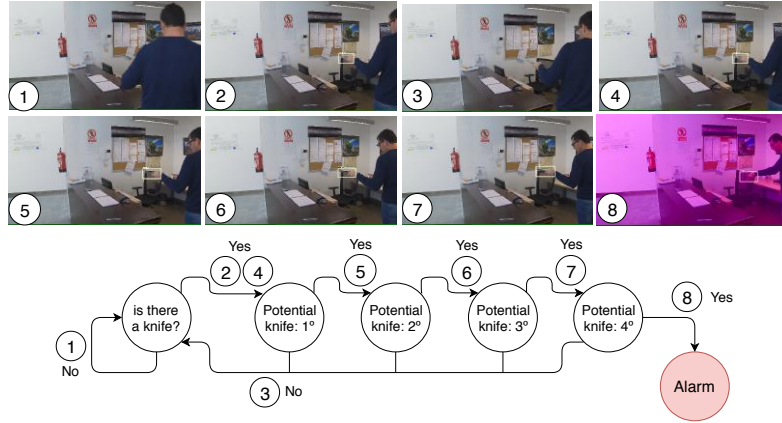 1
2
3
4
5
6
7
8
Yes
2 4
Yes
5
Yes
6
Yes
7
is there
a knife?
Potential
knife: 1º
Potential
knife: 2º
Potential
knife: 3º
Potential
knife: 4º
8 Yes
1
No
3 No
Alarm